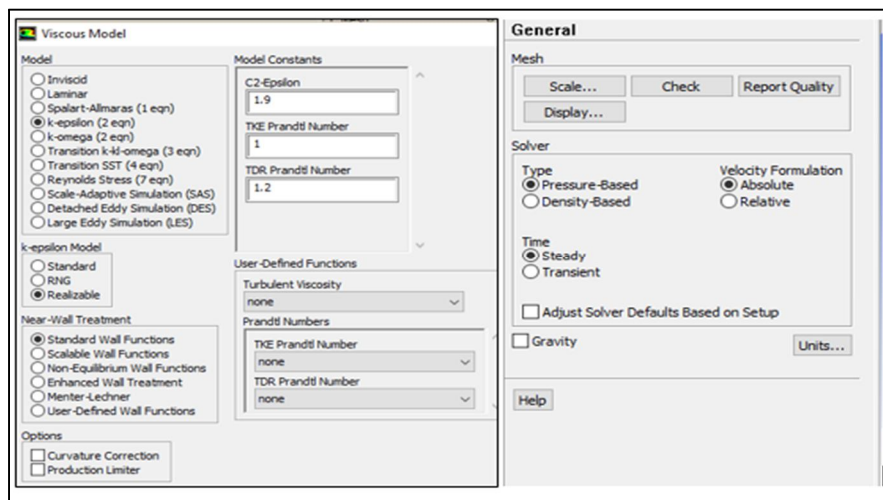 Viscous Model
Model
Inviscid
Laminar
Spalart-Allmaras (1 eqn)
k-epsilon (2 eqn)
k-omega (2 eqn)
Transition k-kl-omega (3 eqn)
Transition SST (4 eqn)
Reynolds Stress (7 eqn)
Scale-Adaptive Simulation (SAS)
Detached Eddy Simulation (DES)
Large Eddy Simulation (LES)
k-epsilon Model
Standard
RNG
Realizable
Near-Wall Treatment
Standard Wall Functions
Scalable Wall Functions
Non-Equilibrium Wall Functions
Enhanced Wall Treatment
Menter-Lechner
User-Defined Wall Functions
Options
Curvature Correction
Production Limiter
Model Constants
C2-Epsilon
1.9
TKE Prandtl Number
1
TDR Prandtl Number
1.2
User-Defined Functions
Turbulent Viscosity
none
Prandtl Numbers
TKE Prandtl Number
none
TDR Prandtl Number
none
General
Mesh
Scale... Check Report Quality
Display...
Solver
Type Velocity Formulation
Pressure-Based Absolute
Density-Based Relative
Time
Steady
Transient
Adjust Solver Defaults Based on Setup
Gravity Units...
Help